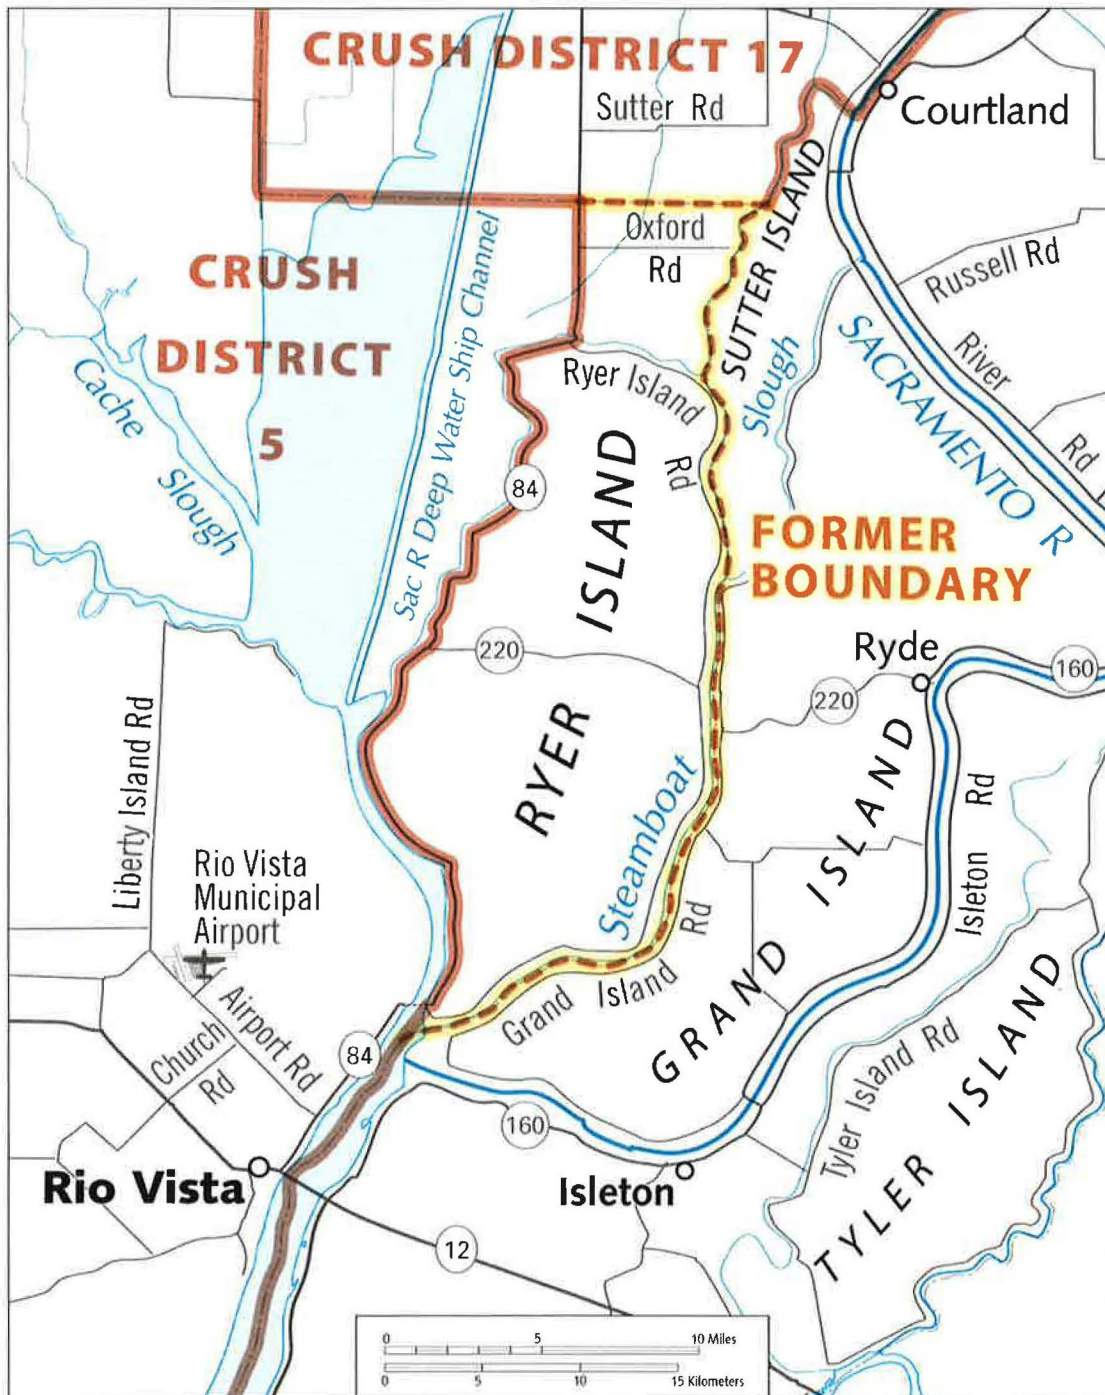 CRUSH DISTRICT 17
Sutter Rd
Courtland
Oxford
Rd
SUTTER ISLAND
CRUSH
DISTRICT
5
Cache
Slough
Sac R Deep Water Ship Channel
Russell Rd
River
Rd
SACRAMENTO R
Slough
Ryer Island
Rd
84
RYER
ISLAND
FORMER
BOUNDARY
220
Ryde
160
220
Liberty Island Rd
Steamboat
Isleton Rd
Rio Vista
Municipal
Airport
Airport Rd
Church
Rd
Grand Island
Rd
GRAND
ISLAND
84
160
Tyler Island Rd
TYLER ISLAND
Rio Vista
Isleton
12
0 5 10 Miles
0 5 10 15 Kilometers